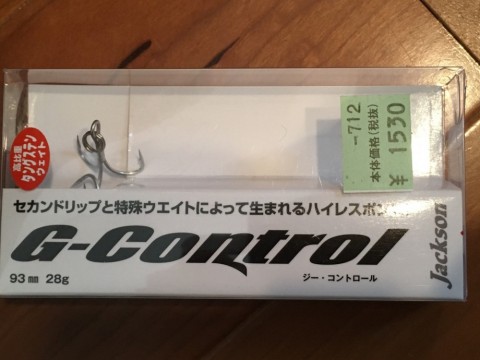 高比重
タングステン
ウェイト
-712
本体価格(税抜)
¥ 1530
セカンドリップと特殊ウエイトによって生まれるハイレスポン
G-Control
ジー・コントロール
93mm 28g
Jackson